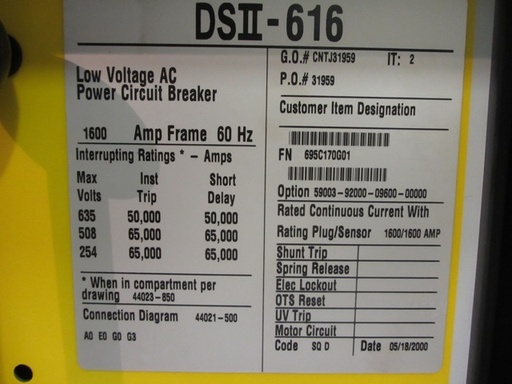 DSII-616
Low Voltage AC
Power Circuit Breaker
1600 Amp Frame 60 Hz
Interrupting Ratings * - Amps
Max Inst Short
Volts Trip Delay
635 50,000 50,000
508 65,000 65,000
254 65,000 65,000
* When in compartment per
drawing 44023-850
Connection Diagram 44021-500
A0 E0 G0 G3
G.O.# CNTJ31959 IT: 2
P.O.# 31959
Customer Item Designation
FN 695C170G01
Option 59003-92000-09600-00000
Rated Continuous Current With
Rating Plug/Sensor 1600/1600 AMP
Shunt Trip
Spring Release
Elec Lockout
OTS Reset
UV Trip
Motor Circuit
Code SQ D Date 05/18/2000